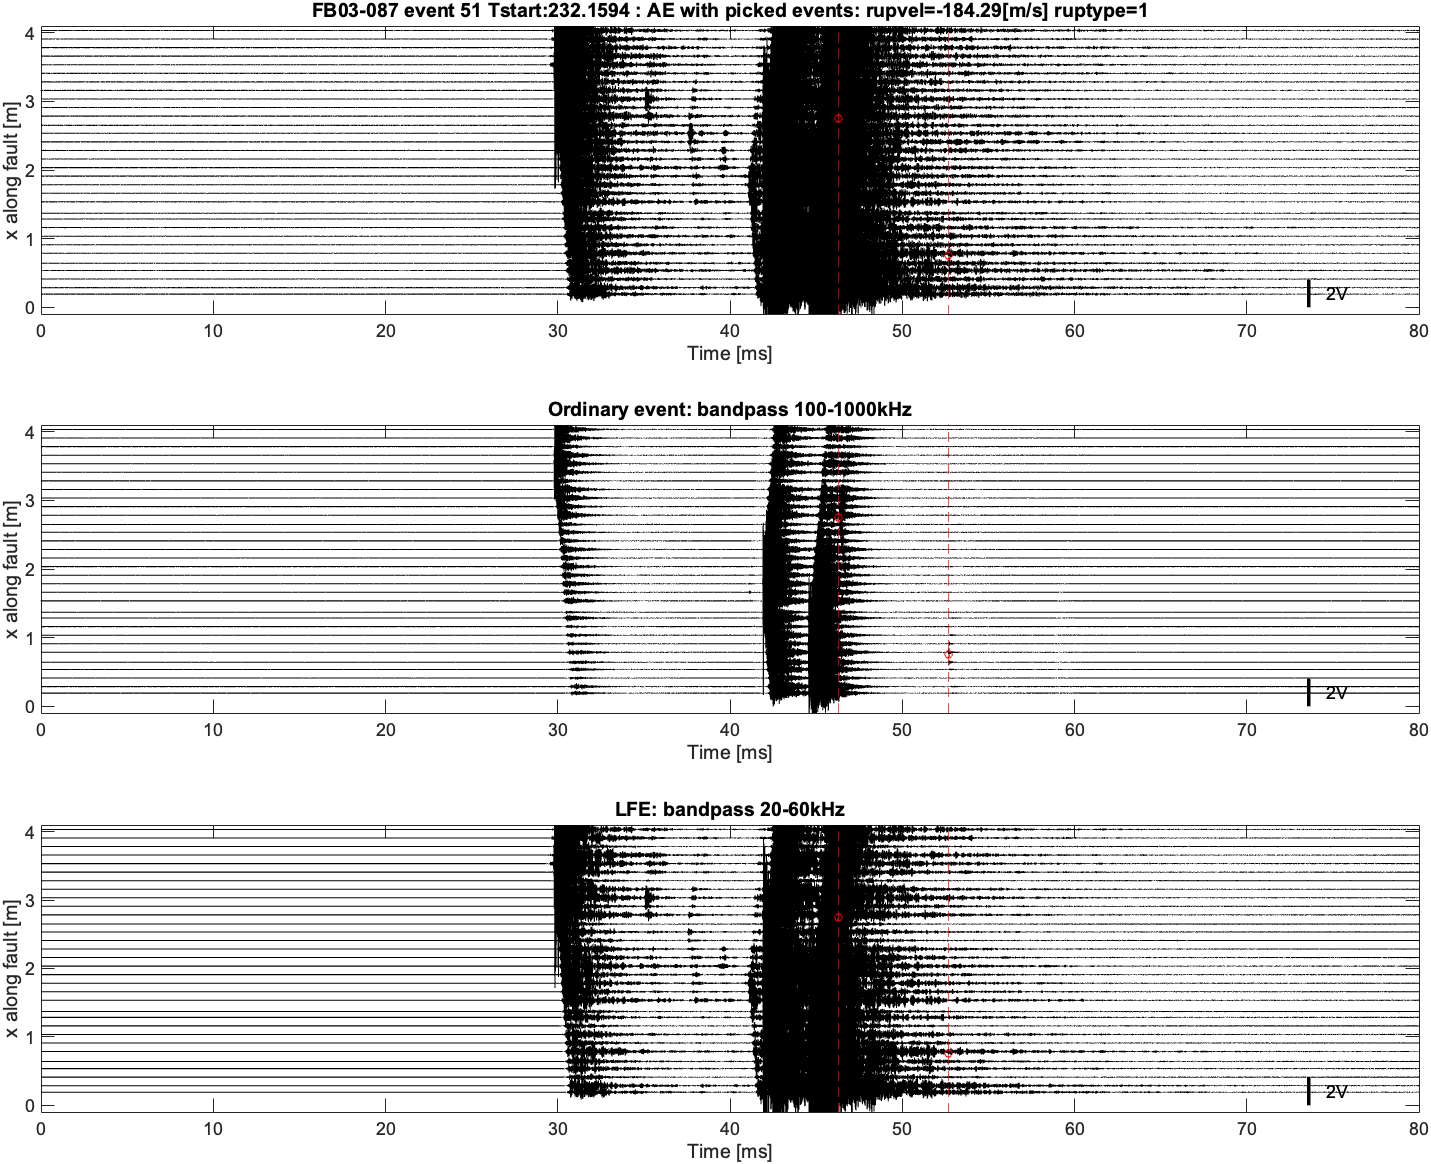 FB03-087 event 51 Tstart:232.1594 : AE with picked events: rupvel=-184.29[m/s] ruptype=1
4
3
2
1
0
x along fault [m]
2V
0 10 20 30 40 50 60 70 80
Time [ms]
Ordinary event: bandpass 100-1000kHz
4
3
2
1
0
x along fault [m]
2V
0 10 20 30 40 50 60 70 80
Time [ms]
LFE: bandpass 20-60kHz
4
3
2
1
0
x along fault [m]
2V
0 10 20 30 40 50 60 70 80
Time [ms]